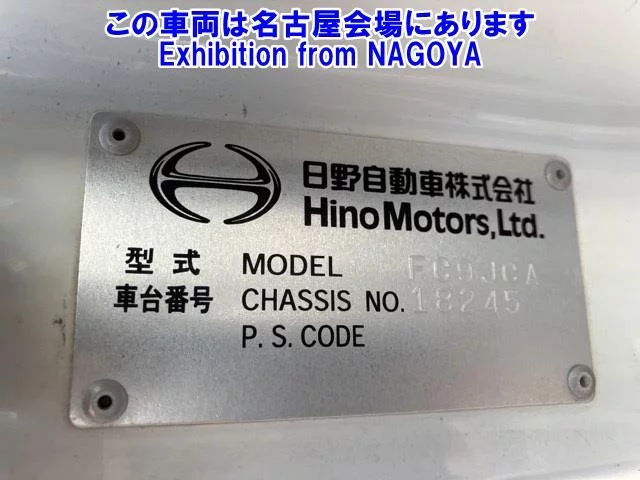 この車両は名古屋会場にあります
Exhibition from NAGOYA
日野自動車株式会社
Hino Motors, Ltd.
型式 MODEL FC9JCA
車台番号 CHASSIS NO. 18245
P. S. CODE